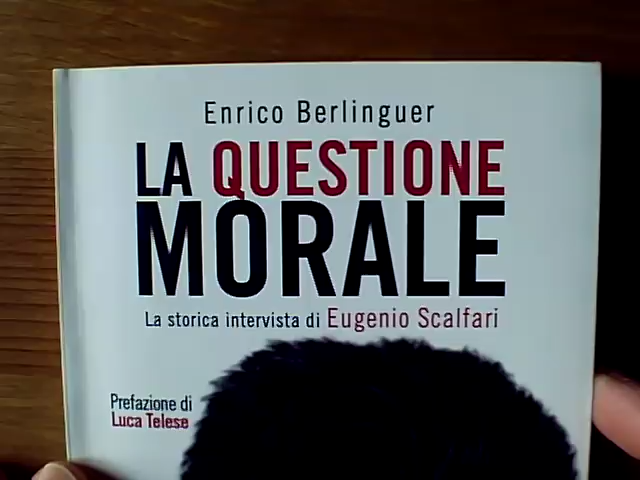 Enrico Berlinguer
LA QUESTIONE
MORALE
La storica intervista di Eugenio Scalfari
Prefazione di
Luca Telese